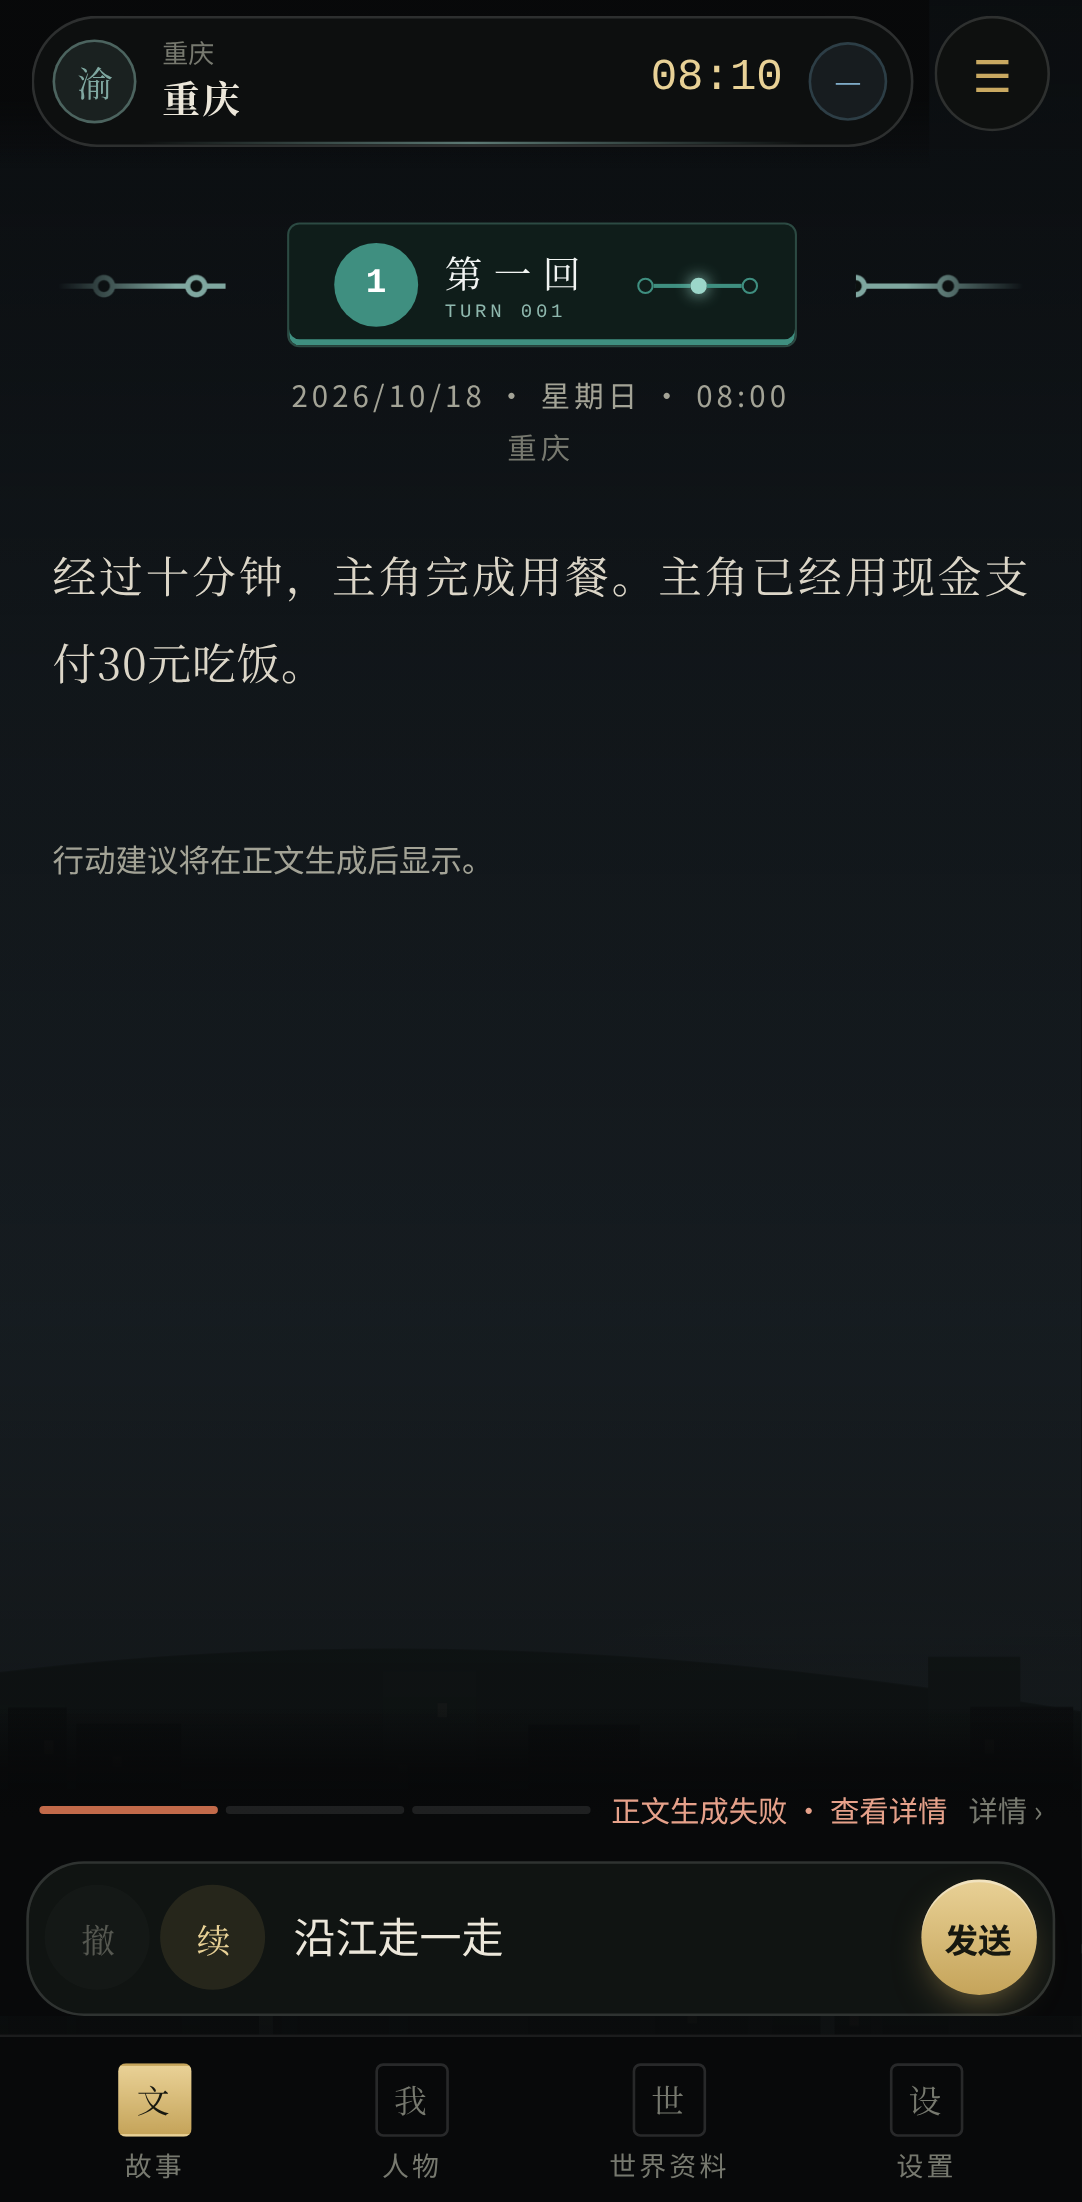 渝
重庆
重庆
08:10
—
☰
1
第一回
TURN 001
2026/10/18 · 星期日 · 08:00
重庆
经过十分钟，主角完成用餐。主角已经用现金支
付30元吃饭。
行动建议将在正文生成后显示。
正文生成失败 · 查看详情 详情 ›
撤 续 沿江走一走 发送
文 我 世 设
故事 人物 世界资料 设置